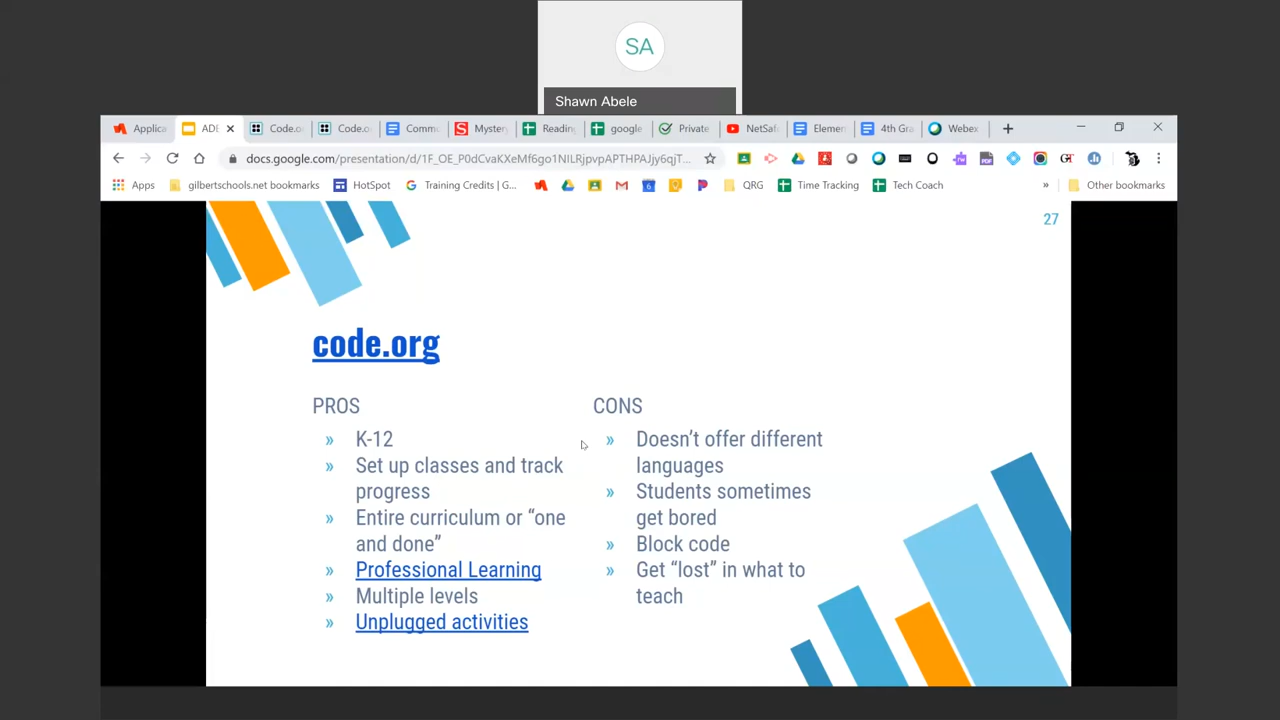 SA
Shawn Abele
Applica
ADE
Code.o
Code.o
Commo
Myster
Readin
google
Private
NetSaf
Elemen
4th Gra
Webex
docs.google.com/presentation/d/1F_OE_P0dCvaKXeMf6go1NILRjpvpAPTHPAJjy6qjT...
Apps
gilbertschools.net bookmarks
HotSpot
Training Credits | G...
QRG
Time Tracking
Tech Coach
»
Other bookmarks
27
code.org
PROS
» K-12
» Set up classes and track
progress
» Entire curriculum or “one
and done”
» Professional Learning
» Multiple levels
» Unplugged activities
CONS
» Doesn’t offer different
languages
» Students sometimes
get bored
» Block code
» Get “lost” in what to
teach